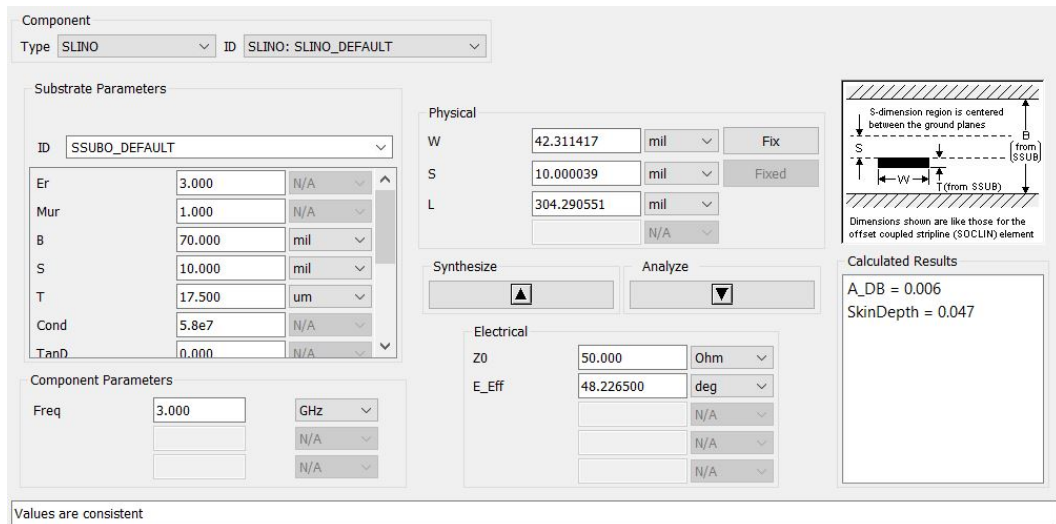 Component
Type SLINO ID SLINO: SLINO_DEFAULT
Substrate Parameters
ID SSUBO_DEFAULT
Er 3.000 N/A
Mur 1.000 N/A
B 70.000 mil
S 10.000 mil
T 17.500 um
Cond 5.8e7 N/A
TanD 0.000 N/A
Component Parameters
Freq 3.000 GHz
N/A
N/A
Physical
W 42.311417 mil Fix
S 10.000039 mil Fixed
L 304.290551 mil
N/A
Synthesize Analyze
Electrical
Z0 50.000 Ohm
E_Eff 48.226500 deg
N/A
N/A
N/A
S-dimension region is centered
between the ground planes
B
(from
SSUB)
S
W
T(from SSUB)
Dimensions shown are like those for the
offset coupled stripline (SOCLIN) element
Calculated Results
A_DB = 0.006
SkinDepth = 0.047
Values are consistent